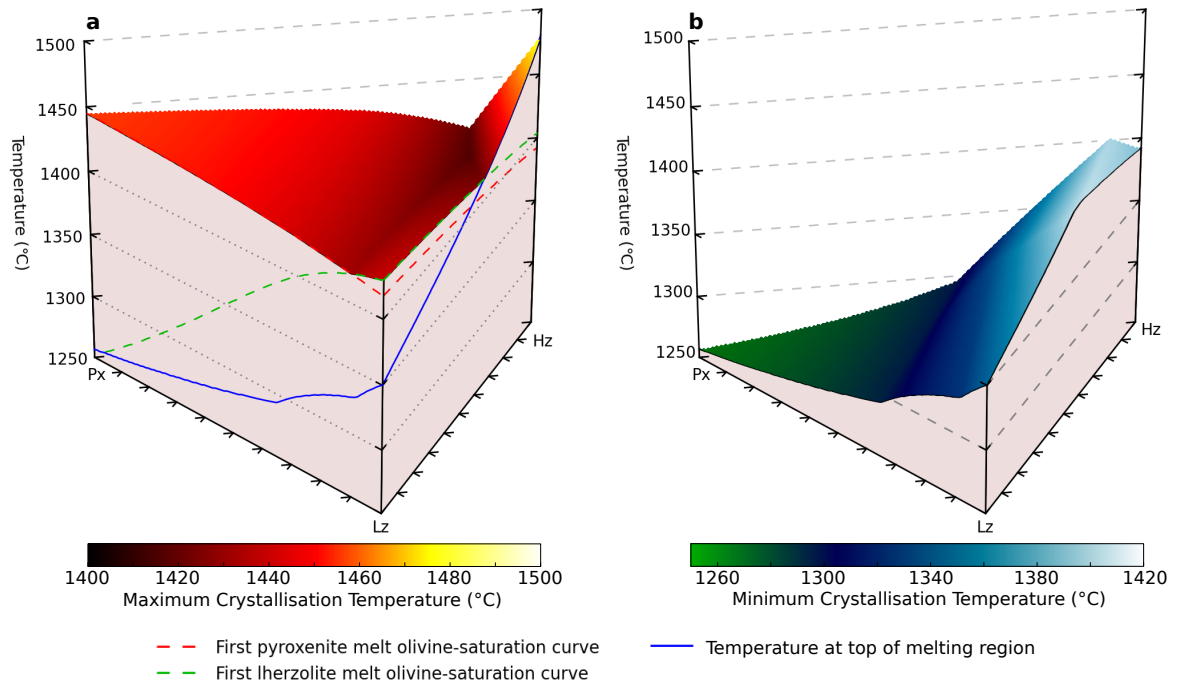 a
b
1500
1450
1400
1350
1300
1250
Temperature (°C)
Px
Hz
Lz
1500
1450
1400
1350
1300
1250
Temperature (°C)
Px
Hz
Lz
1400 1420 1440 1460 1480 1500
Maximum Crystallisation Temperature (°C)
1260 1300 1340 1380 1420
Minimum Crystallisation Temperature (°C)
First pyroxenite melt olivine-saturation curve
First lherzolite melt olivine-saturation curve
Temperature at top of melting region